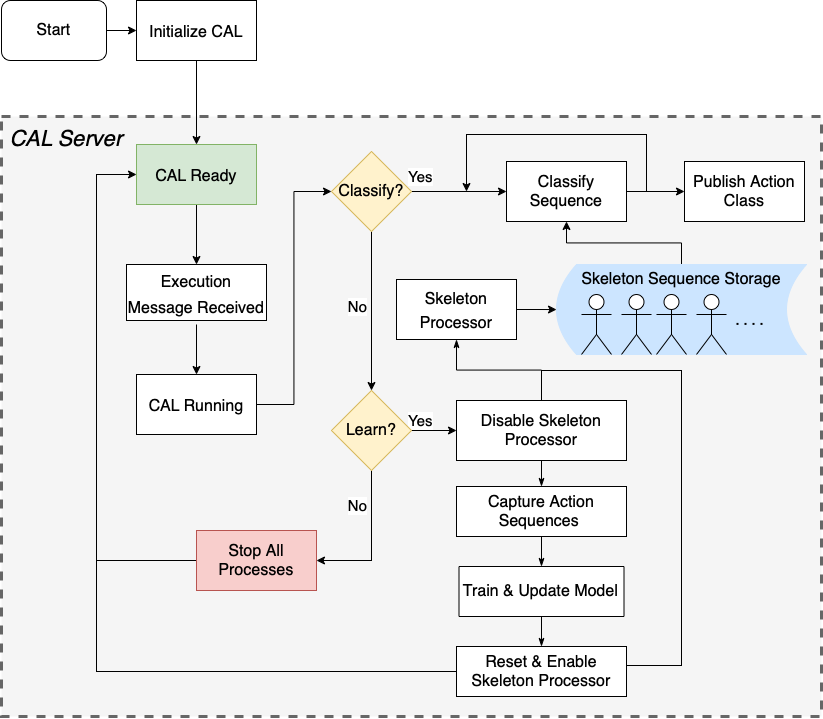 Start
Initialize CAL
CAL Server
CAL Ready
Classify?
Yes
Classify
Sequence
Publish Action
Class
Execution
Message Received
No
Skeleton
Processor
Skeleton Sequence Storage
....
CAL Running
Learn?
Yes
Disable Skeleton
Processor
No
Capture Action
Sequences
Stop All
Processes
Train & Update Model
Reset & Enable
Skeleton Processor